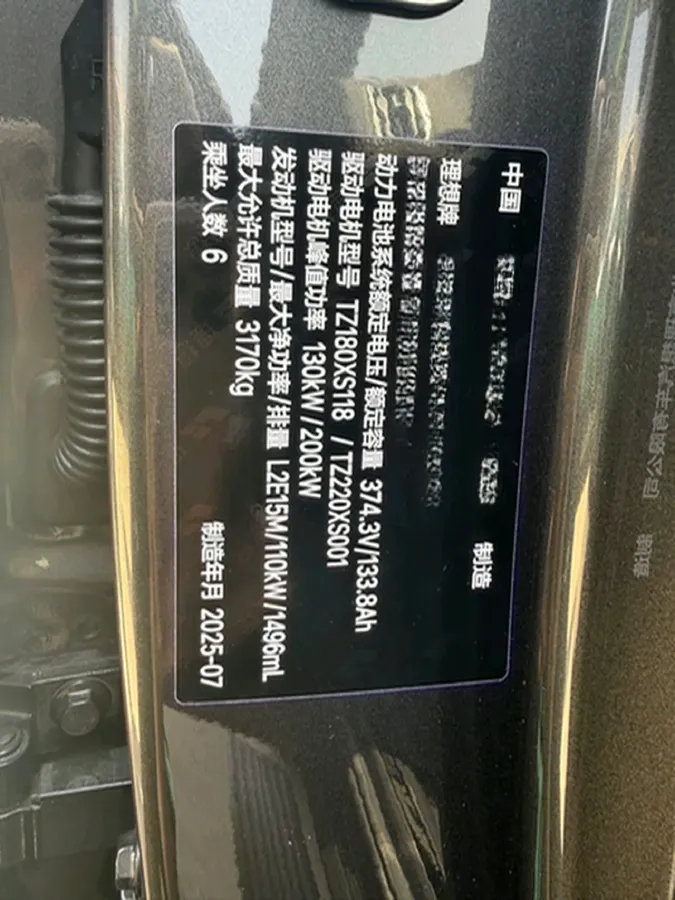 中国 制造
理想牌
动力电池系统额定电压/额定容量 374.3V/133.8Ah
驱动电机型号 TZ180XS118 / TZ220XS001
驱动电机峰值功率 130kW/200kW
发动机型号/最大净功率/排量 L2E15M/110kW/1496mL
最大允许总质量 3170kg
乘坐人数 6 制造年月 2025-07